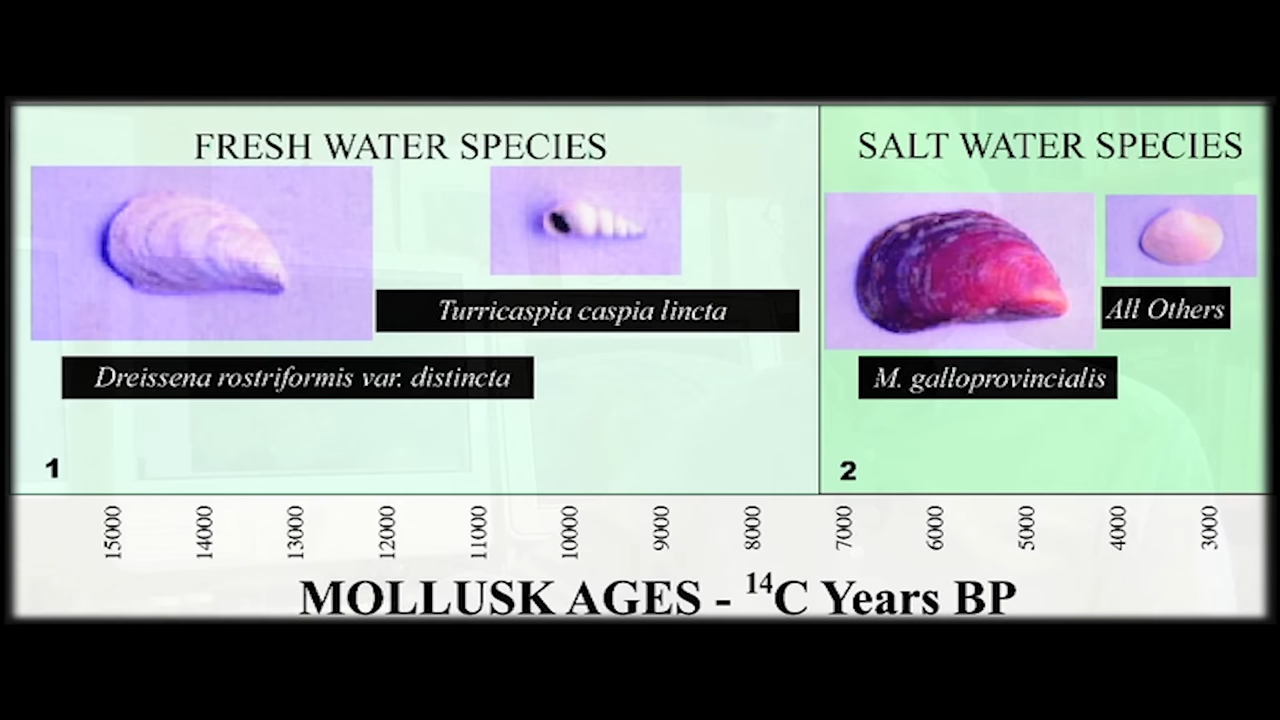 FRESH WATER SPECIES
SALT WATER SPECIES
Turricaspia caspia lincta
All Others
Dreissena rostriformis var. distincta
M. galloprovincialis
1
2
15000 14000 13000 12000 11000 10000 9000 8000 7000 6000 5000 4000 3000
MOLLUSK AGES - ¹⁴C Years BP